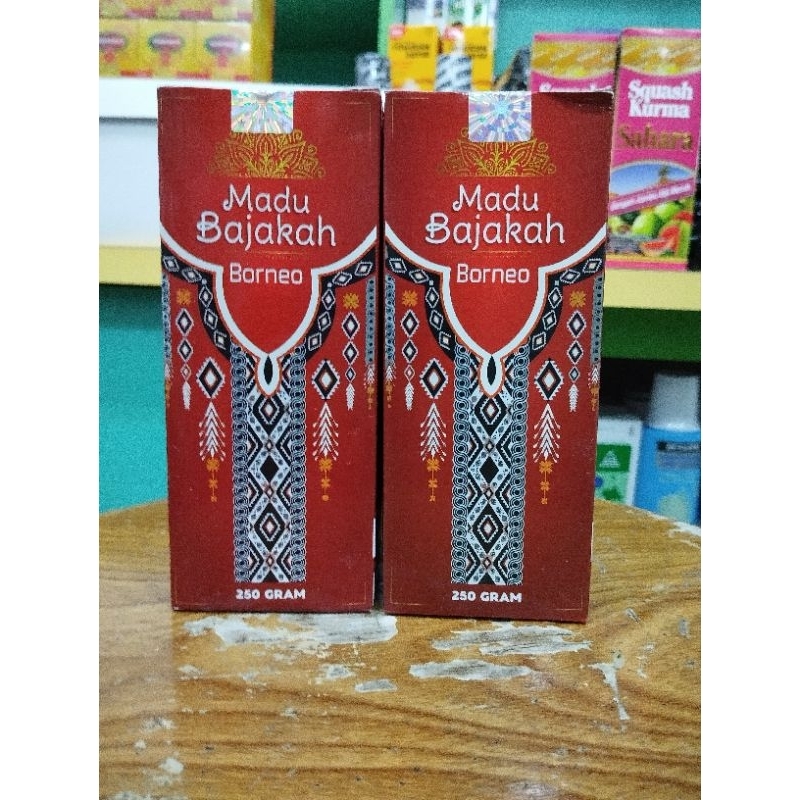 Madu
Bajakah
Borneo
250 GRAM
Madu
Bajakah
Borneo
250 GRAM
Squash
Kurma
Sahara